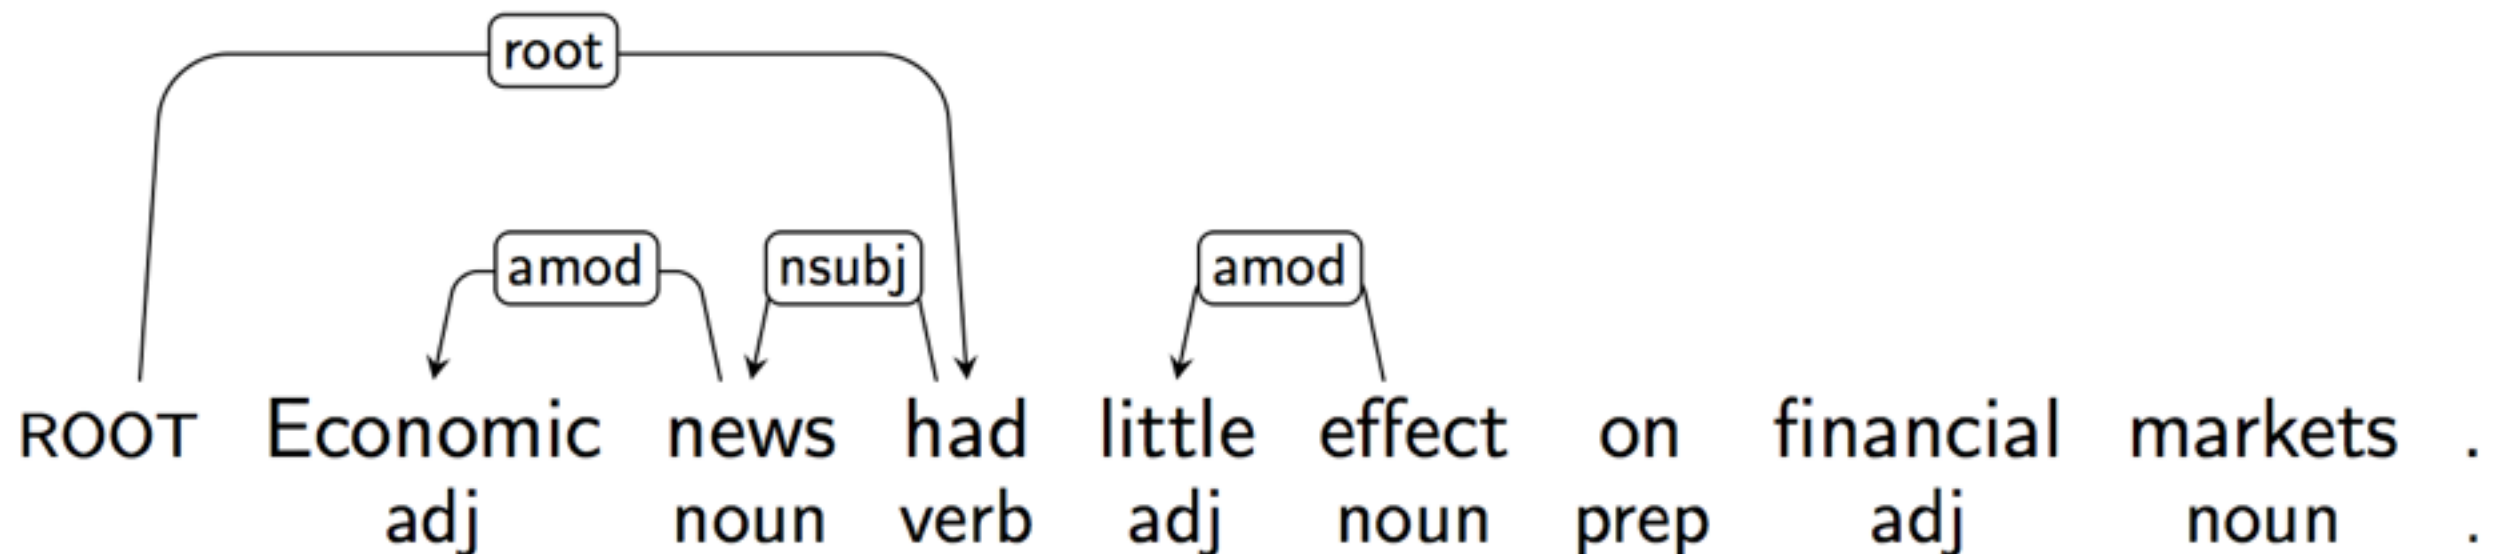 root
amod nsubj amod
ROOT Economic news had little effect on financial markets .
adj noun verb adj noun prep adj noun .